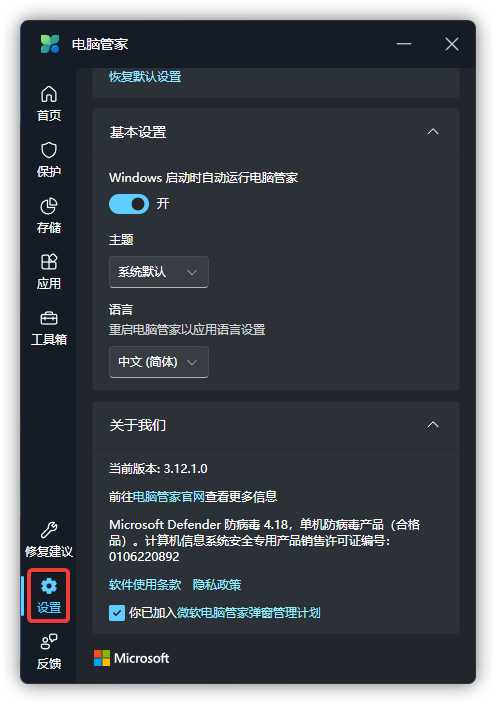 电脑管家
首页
保护
存储
应用
工具箱
修复建议
设置
反馈
恢复默认设置
基本设置
Windows 启动时自动运行电脑管家
开
主题
系统默认
语言
重启电脑管家以应用语言设置
中文 (简体)
关于我们
当前版本: 3.12.1.0
前往电脑管家官网查看更多信息
Microsoft Defender 防病毒 4.18，单机防病毒产品（合格
品）。计算机信息系统安全专用产品销售许可证编号：
0106220892
软件使用条款 隐私政策
你已加入微软电脑管家弹窗管理计划
Microsoft